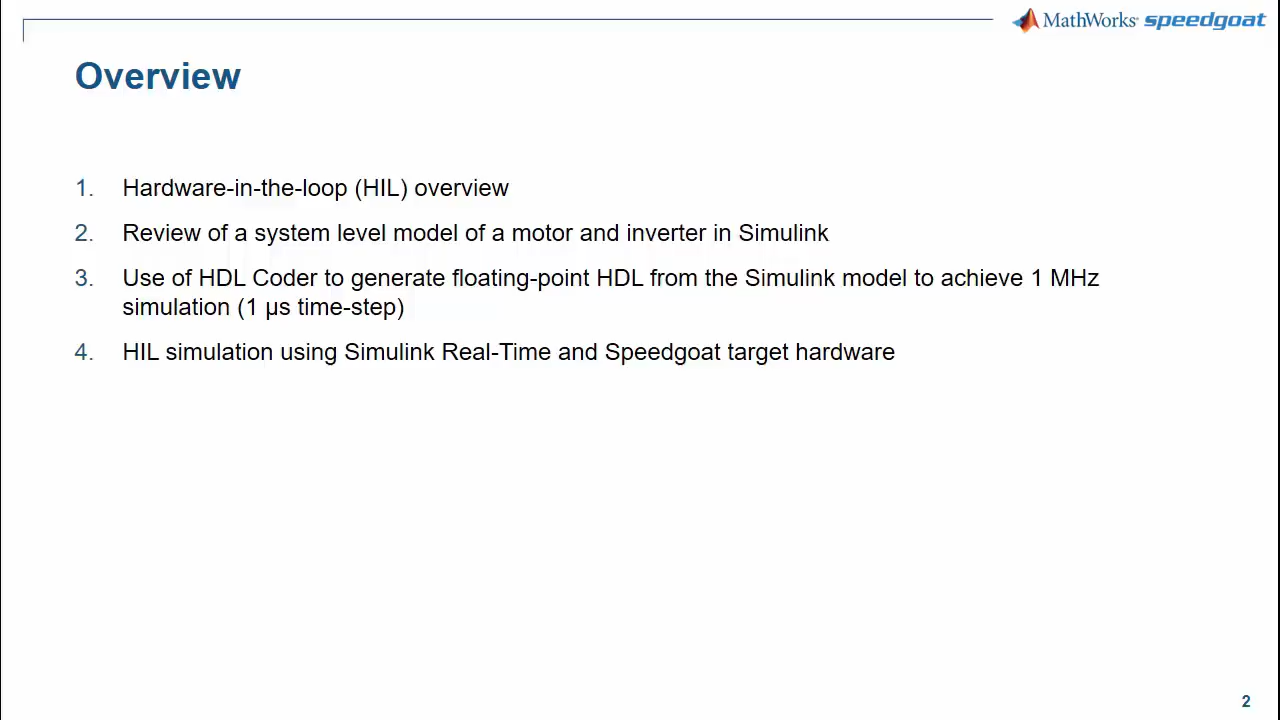 MathWorks® speedgoat
Overview
1. Hardware-in-the-loop (HIL) overview
2. Review of a system level model of a motor and inverter in Simulink
3. Use of HDL Coder to generate floating-point HDL from the Simulink model to achieve 1 MHz
simulation (1 µs time-step)
4. HIL simulation using Simulink Real-Time and Speedgoat target hardware
2